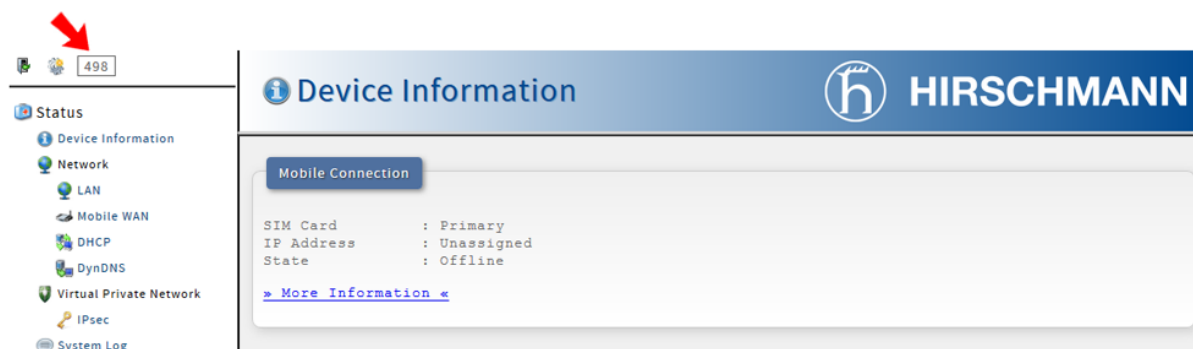 498
Status
Device Information
Network
LAN
Mobile WAN
DHCP
DynDNS
Virtual Private Network
IPsec
System Log
Device Information
HIRSCHMANN
Mobile Connection
SIM Card : Primary
IP Address : Unassigned
State : Offline
» More Information «